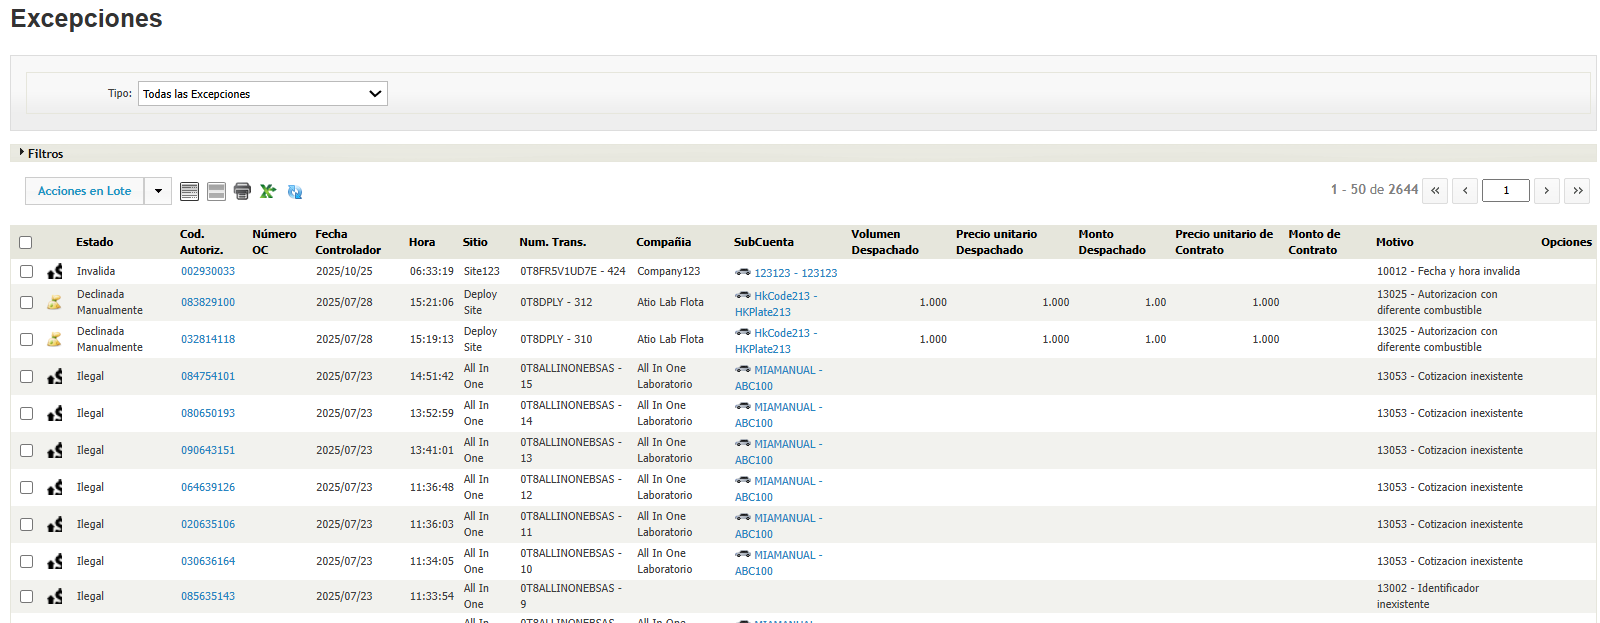 Excepciones
Tipo: Todas las Excepciones
Filtros
Acciones en Lote
1 - 50 de 2644 « ‹ 1 › »
Estado Cod. Autoriz. Número OC Fecha Controlador Hora Sitio Num. Trans. Compañia SubCuenta Volumen Despachado Precio unitario Despachado Monto Despachado Precio unitario de Contrato Monto de Contrato Motivo Opciones
Invalida 002930033 2025/10/25 06:33:19 Site123 0T8FR5V1UD7E - 424 Company123 123123 - 123123 10012 - Fecha y hora invalida
Declinada Manualmente 083829100 2025/07/28 15:21:06 Deploy Site 0T8DPLY - 312 Atio Lab Flota HkCode213 - HKPlate213 1.000 1.000 1.00 1.000 13025 - Autorizacion con diferente combustible
Declinada Manualmente 032814118 2025/07/28 15:19:13 Deploy Site 0T8DPLY - 310 Atio Lab Flota HkCode213 - HKPlate213 1.000 1.000 1.00 1.000 13025 - Autorizacion con diferente combustible
Ilegal 084754101 2025/07/23 14:51:42 All In One 0T8ALLINONEBSAS - 15 All In One Laboratorio MIAMANUAL - ABC100 13053 - Cotizacion inexistente
Ilegal 080650193 2025/07/23 13:52:59 All In One 0T8ALLINONEBSAS - 14 All In One Laboratorio MIAMANUAL - ABC100 13053 - Cotizacion inexistente
Ilegal 090643151 2025/07/23 13:41:01 All In One 0T8ALLINONEBSAS - 13 All In One Laboratorio MIAMANUAL - ABC100 13053 - Cotizacion inexistente
Ilegal 064639126 2025/07/23 11:36:48 All In One 0T8ALLINONEBSAS - 12 All In One Laboratorio MIAMANUAL - ABC100 13053 - Cotizacion inexistente
Ilegal 020635106 2025/07/23 11:36:03 All In One 0T8ALLINONEBSAS - 11 All In One Laboratorio MIAMANUAL - ABC100 13053 - Cotizacion inexistente
Ilegal 030636164 2025/07/23 11:34:05 All In One 0T8ALLINONEBSAS - 10 All In One Laboratorio MIAMANUAL - ABC100 13053 - Cotizacion inexistente
Ilegal 085635143 2025/07/23 11:33:54 All In One 0T8ALLINONEBSAS - 9 13002 - Identificador inexistente